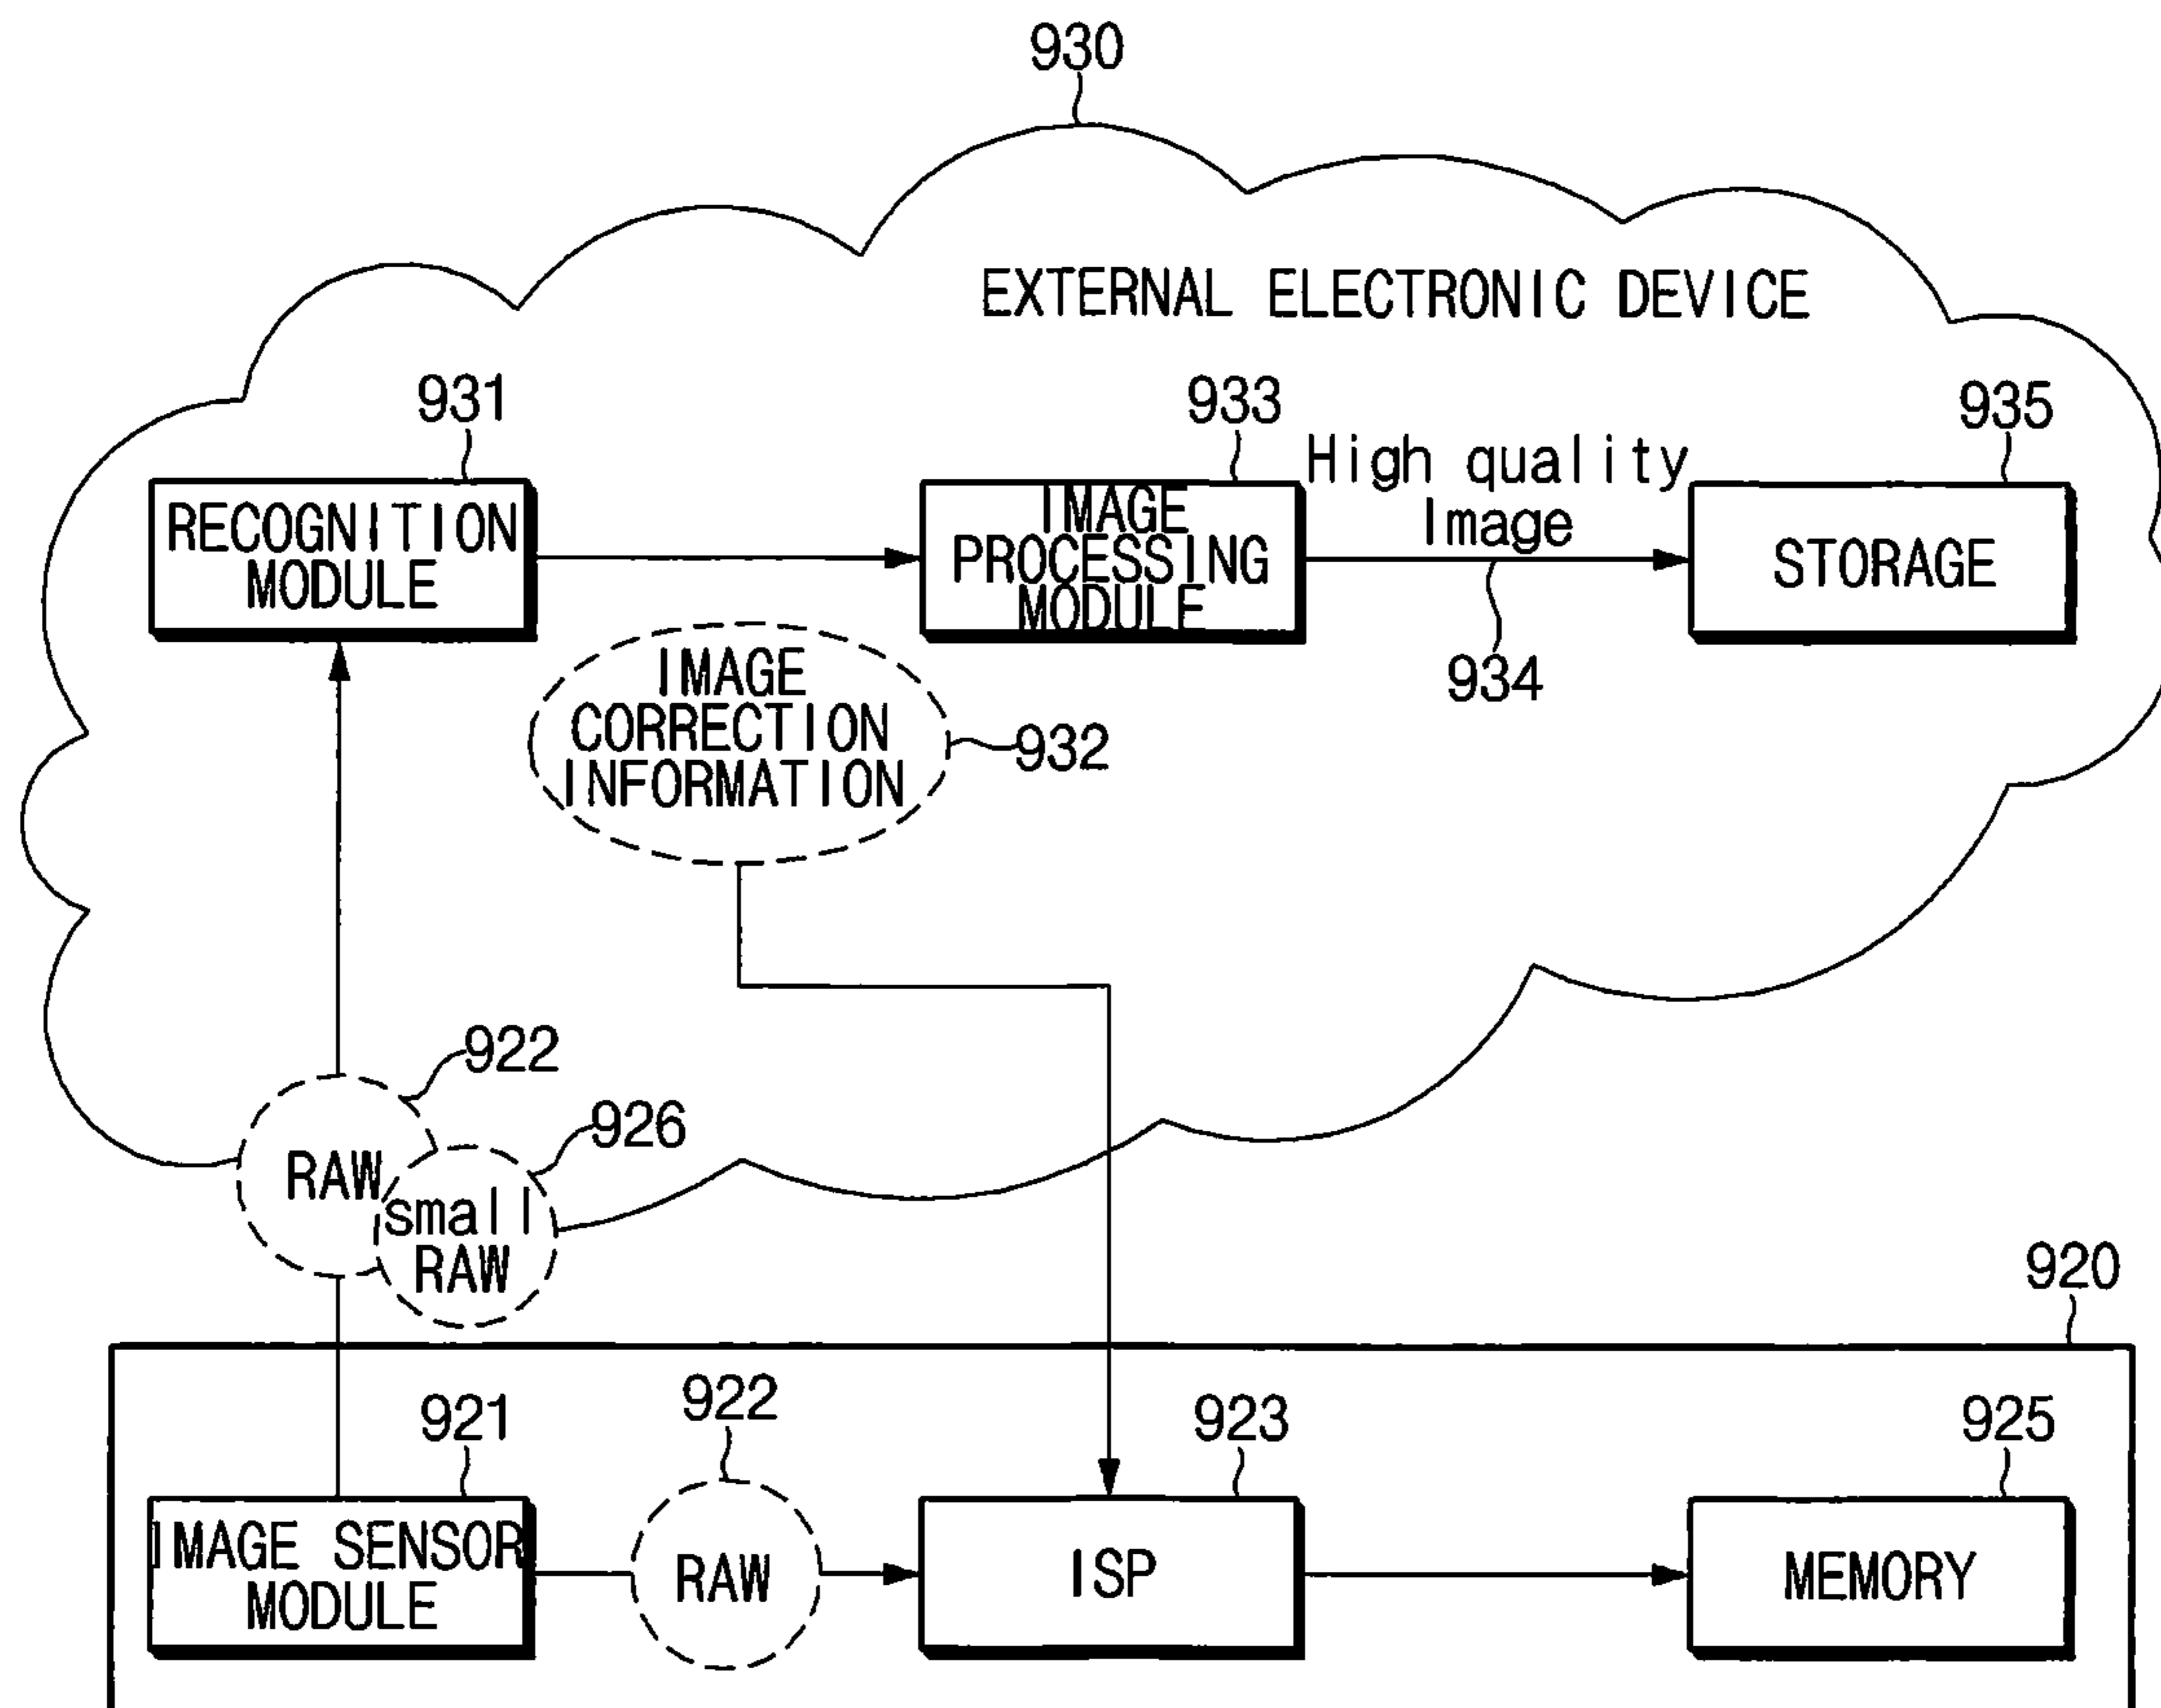 930
EXTERNAL ELECTRONIC DEVICE
931
933
935
RECOGNITION
MODULE
IMAGE
PROCESSING
MODULE
High quality
Image
STORAGE
934
IMAGE
CORRECTION
INFORMATION
932
922
926
RAW
small
RAW
920
921
922
923
925
IMAGE SENSOR
MODULE
RAW
ISP
MEMORY